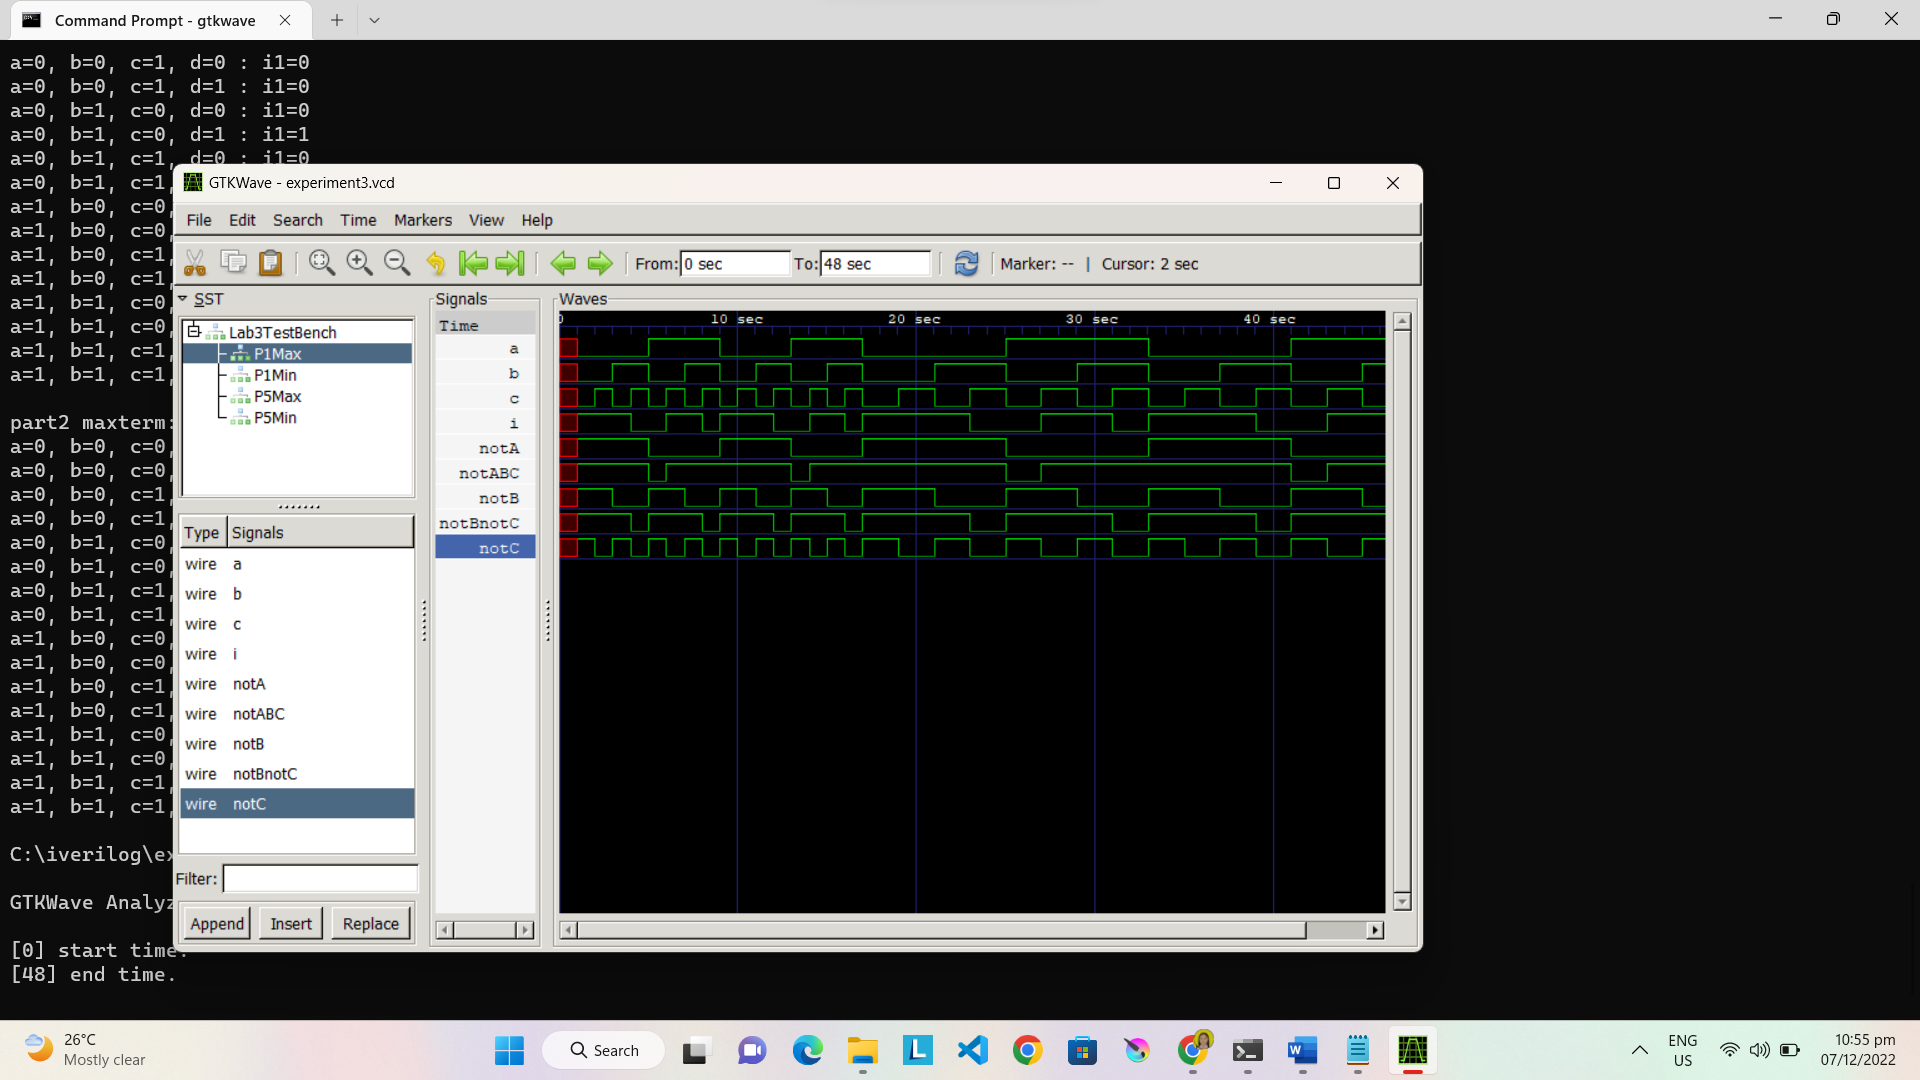 Command Prompt - gtkwave
a=0, b=0, c=1, d=0 : i1=0
a=0, b=0, c=1, d=1 : i1=0
a=0, b=1, c=0, d=0 : i1=0
a=0, b=1, c=0, d=1 : i1=1
a=0, b=1, c=1, d=0 : i1=0
a=0, b=1, c=1,
a=1, b=0, c=0,
a=1, b=0, c=0,
a=1, b=0, c=1,
a=1, b=0, c=1,
a=1, b=1, c=0,
a=1, b=1, c=0,
a=1, b=1, c=1,
a=1, b=1, c=1,
part2 maxterm:
a=0, b=0, c=0,
a=0, b=0, c=0,
a=0, b=0, c=1,
a=0, b=0, c=1,
a=0, b=1, c=0,
a=0, b=1, c=0,
a=0, b=1, c=1,
a=0, b=1, c=1,
a=1, b=0, c=0,
a=1, b=0, c=0,
a=1, b=0, c=1,
a=1, b=0, c=1,
a=1, b=1, c=0,
a=1, b=1, c=0,
a=1, b=1, c=1,
a=1, b=1, c=1,
C:\iverilog\ex
GTKWave Analyz
[0] start time.
[48] end time.
GTKWave - experiment3.vcd
File Edit Search Time Markers View Help
From: 0 sec To: 48 sec Marker: -- | Cursor: 2 sec
SST
Lab3TestBench
P1Max
P1Min
P5Max
P5Min
Type Signals
wire a
wire b
wire c
wire i
wire notA
wire notABC
wire notB
wire notBnotC
wire notC
Filter:
Append Insert Replace
Signals
Time
a
b
c
i
notA
notABC
notB
notBnotC
notC
Waves
0 10 sec 20 sec 30 sec 40 sec
26°C
Mostly clear
Search
ENG
US
10:55 pm
07/12/2022